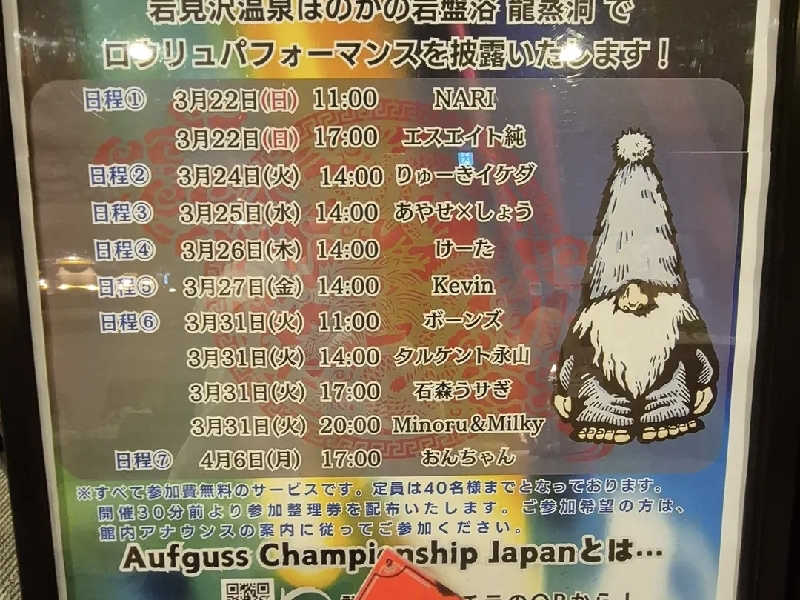 岩見沢温泉ほのかの岩盤浴 龍蒸洞 で
ロウリュパフォーマンスを披露いたします！
日程① 3月22日(日) 11:00 NARI
3月22日(日) 17:00 エスエイト純
日程② 3月24日(火) 14:00 りゅーきイケダ
日程③ 3月25日(水) 14:00 あやせ×しょう
日程④ 3月26日(木) 14:00 けーた
日程⑤ 3月27日(金) 14:00 Kevin
日程⑥ 3月31日(火) 11:00 ボーンズ
3月31日(火) 14:00 タルケント永山
3月31日(火) 17:00 石森うサぎ
3月31日(火) 20:00 Minoru&Milky
日程⑦ 4月6日(月) 17:00 おんちゃん
※すべて参加費無料のサービスです。定員は40名様までとなっております。
開催30分前より参加整理券を配布いたします。ご参加希望の方は、
館内アナウンスの案内に従ってご参加ください。
Aufguss Championship Japanとは…
QRから！